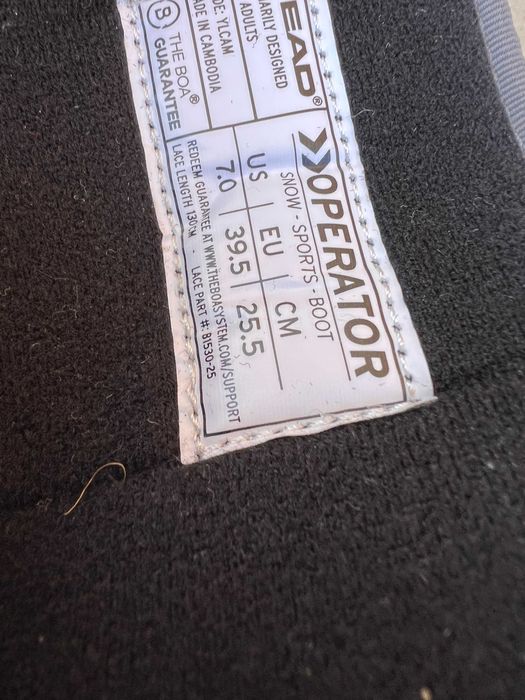 EAD®
ARILY DESIGNED
ADULTS
DE: YLCAM
ADE IN CAMBODIA
B THE BOA®
GUARANTEE
OPERATOR
SNOW - SPORTS - BOOT
US | EU | CM
7.0 | 39.5 | 25.5
REDEEM GUARANTEE AT WWW.THEBOASYSTEM.COM/SUPPORT
LACE LENGTH 130CM - LACE PART #: B1530-25